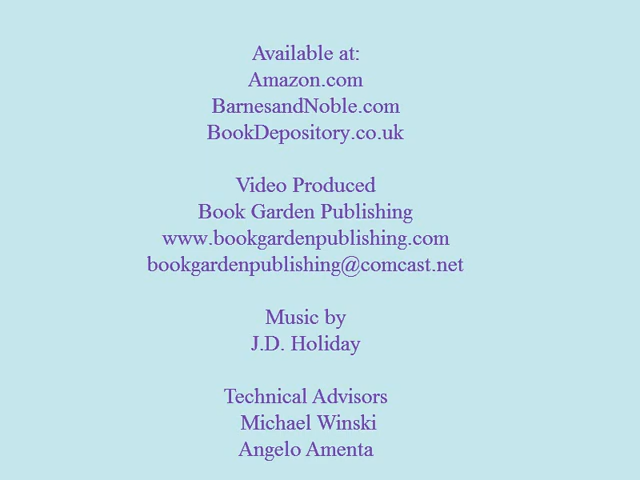 Available at:
Amazon.com
BarnesandNoble.com
BookDepository.co.uk
Video Produced
Book Garden Publishing
www.bookgardenpublishing.com
bookgardenpublishing@comcast.net
Music by
J.D. Holiday
Technical Advisors
Michael Winski
Angelo Amenta